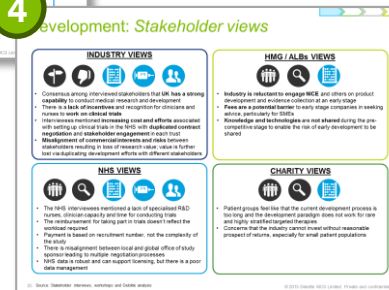 4
evelopment: Stakeholder views
INDUSTRY VIEWS
• Consensus among interviewed stakeholders that UK has a strong
capability to conduct medical research and development
• There is a lack of incentives and recognition for clinicians and
nurses to work on clinical trials
• Interviewees mentioned increasing cost and efforts associated
with setting up clinical trials in the NHS with duplicated contract
negotiation and stakeholder engagement in each trust
• Misalignment of commercial interests and risks between
stakeholders resulting in loss of research value; value is further
lost via duplicating development efforts with different stakeholders
HMG / ALBs VIEWS
• Industry is reluctant to engage NICE and others on product
development and evidence collection at an early stage
• Fees are a potential barrier to early stage companies in seeking
advice, particularly for SMEs
• Knowledge and technologies are not shared during the pre-
competitive stage to enable the risk of early development to be
shared
NHS VIEWS
• The NHS interviewees mentioned a lack of specialised R&D
nurses, clinician capacity and time for conducting trials
• The reimbursement for taking part in trials doesn't reflect the
workload required
• Payment is based on recruitment number, not the complexity of
the study
• There is misalignment between local and global office of study
sponsor leading to multiple negotiation processes
• NHS data is robust and can support licensing, but there is a poor
data management
CHARITY VIEWS
• Patient groups feel like that the current development process is
too long and the development paradigm does not work for rare
and highly stratified targeted therapies
• Concerns that the industry cannot invest without reasonable
prospect of returns, especially for small patient populations
Source: Stakeholder interviews, workshops and Deloitte analysis
© 2015 Deloitte MCS Limited. Private and confidential